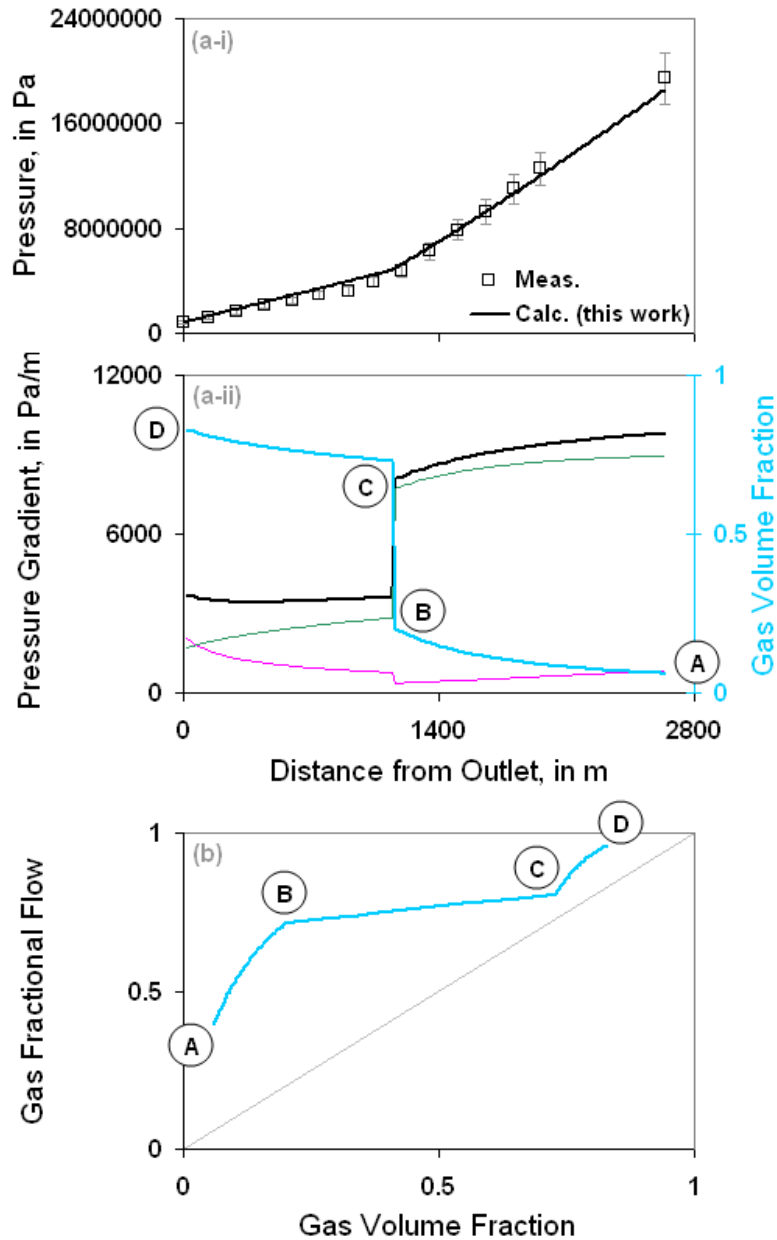 24000000
(a-i)
16000000
8000000
0
Pressure, in Pa
Meas.
Calc. (this work)
12000
(a-ii)
1
D
C
6000
0.5
B
A
0
0
Pressure Gradient, in Pa/m
Gas Volume Fraction
0
1400
2800
Distance from Outlet, in m
1
(b)
D
C
B
0.5
A
0
Gas Fractional Flow
0
0.5
1
Gas Volume Fraction